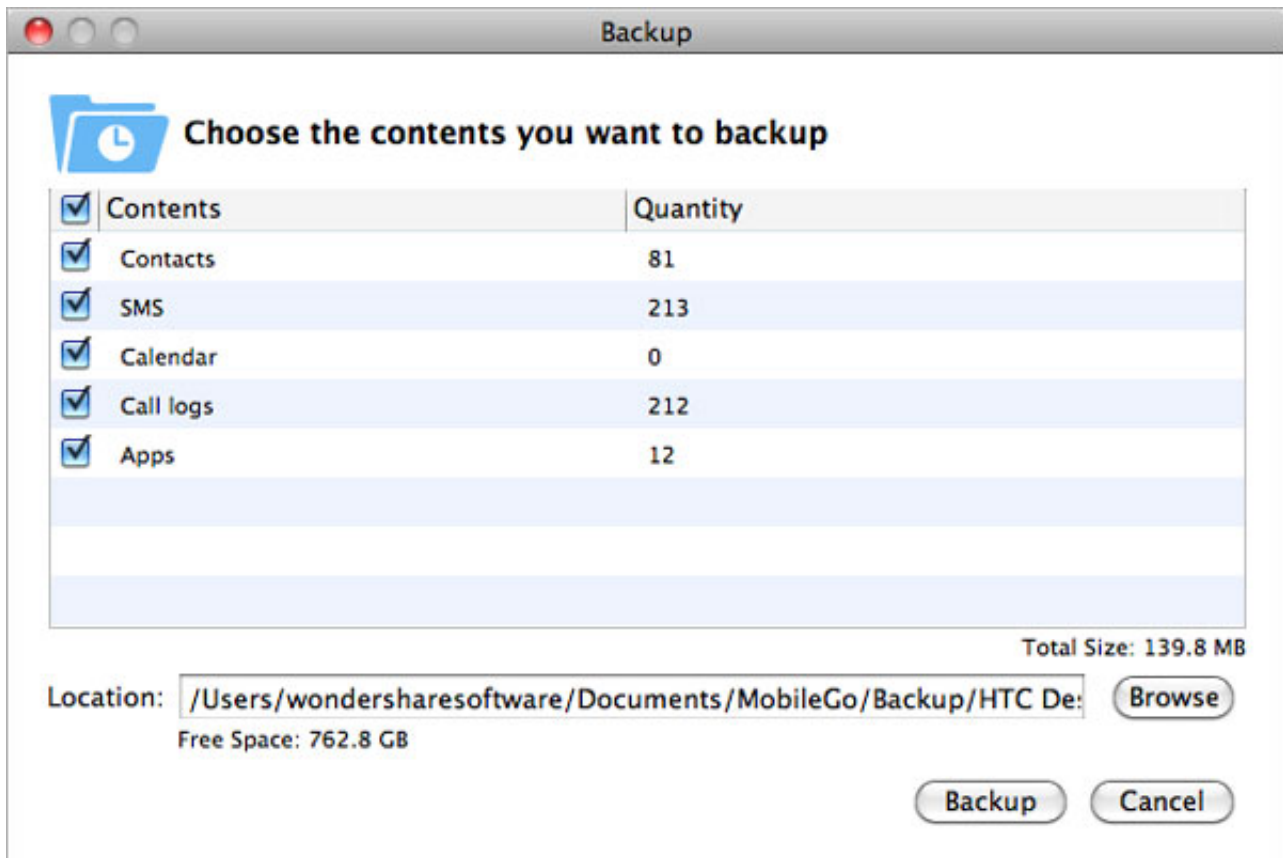 Backup
Choose the contents you want to backup
Contents Quantity
Contacts 81
SMS 213
Calendar 0
Call logs 212
Apps 12
Total Size: 139.8 MB
Location: /Users/wondersharesoftware/Documents/MobileGo/Backup/HTC Browse
Free Space: 762.8 GB
Backup Cancel